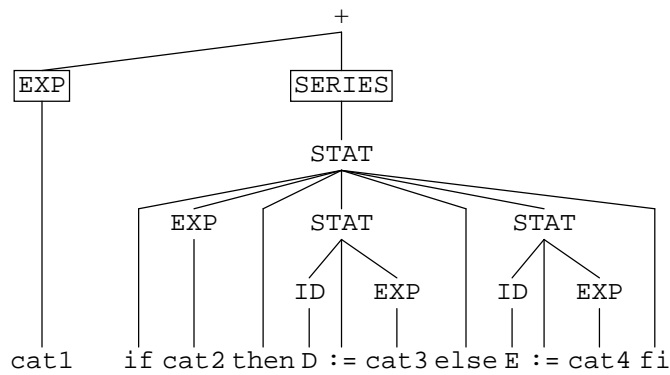 +
EXP SERIES
STAT
EXP STAT STAT
ID EXP ID EXP
cat1 if cat2 then D := cat3 else E := cat4 fi